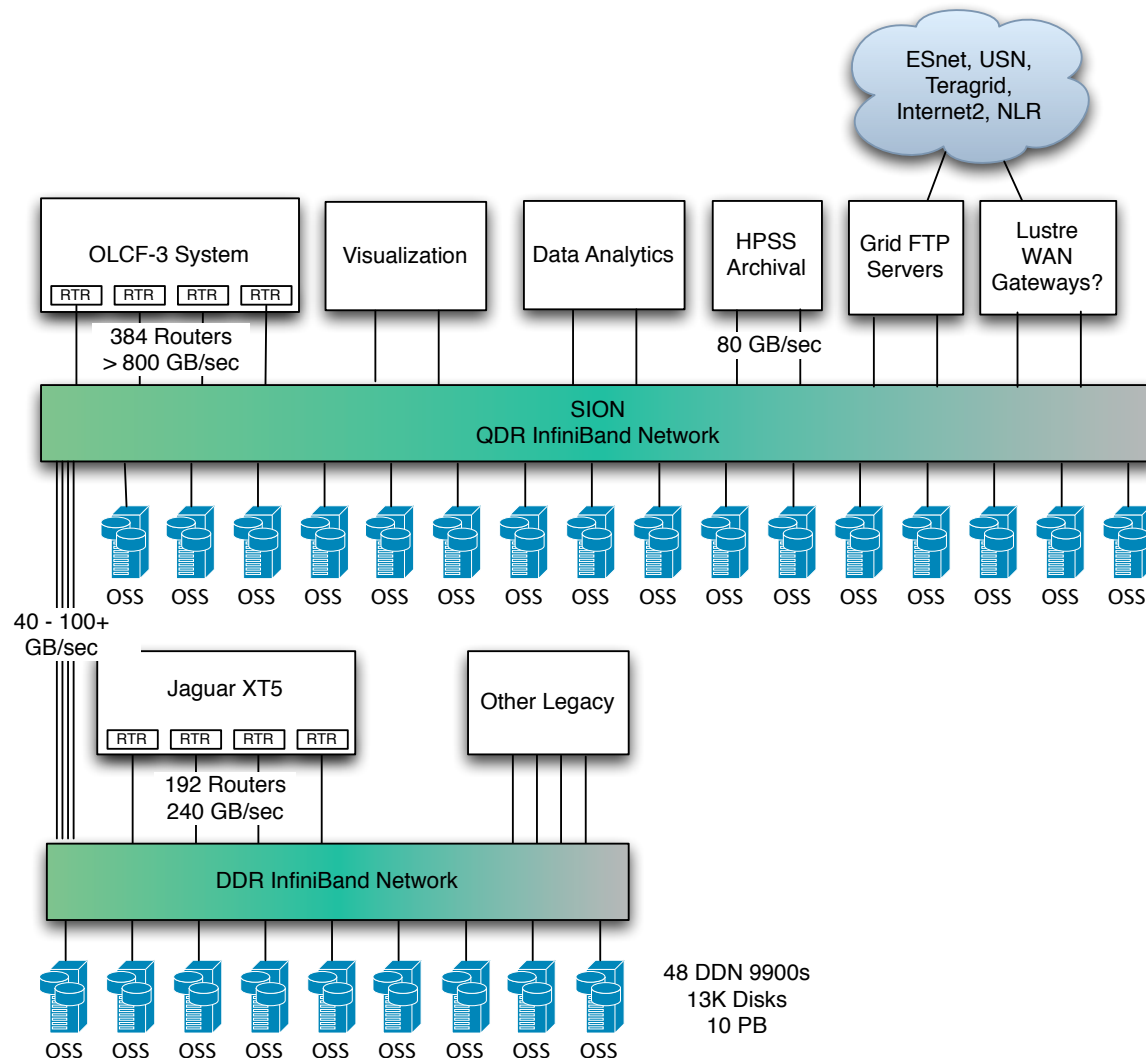 ESnet, USN,
Teragrid,
Internet2, NLR
OLCF-3 System
RTR RTR RTR RTR
Visualization
Data Analytics
HPSS
Archival
Grid FTP
Servers
Lustre
WAN
Gateways?
384 Routers
> 800 GB/sec
80 GB/sec
SION
QDR InfiniBand Network
OSS OSS OSS OSS OSS OSS OSS OSS OSS OSS OSS OSS OSS OSS OSS OSS
40 - 100+
GB/sec
Jaguar XT5
RTR RTR RTR RTR
Other Legacy
192 Routers
240 GB/sec
DDR InfiniBand Network
OSS OSS OSS OSS OSS OSS OSS OSS OSS
48 DDN 9900s
13K Disks
10 PB